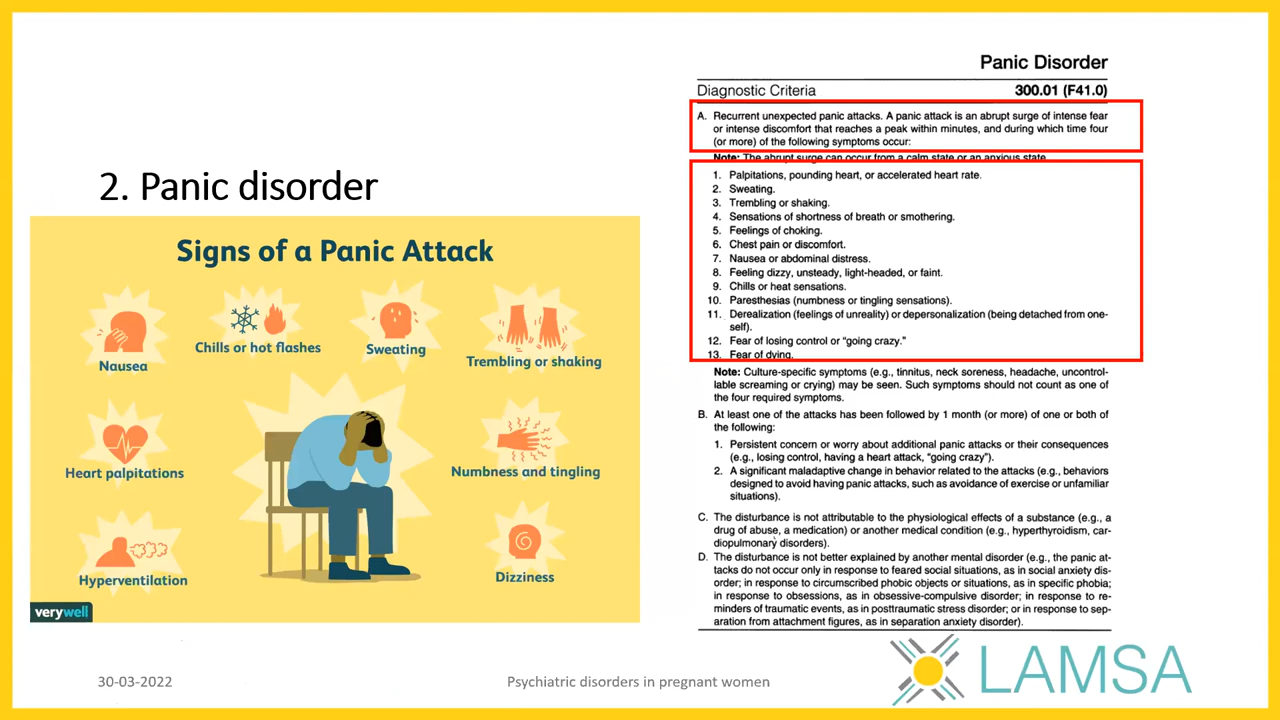 2. Panic disorder
Signs of a Panic Attack
Nausea
Chills or hot flashes
Sweating
Trembling or shaking
Heart palpitations
Numbness and tingling
Hyperventilation
Dizziness
verywell
Panic Disorder
Diagnostic Criteria 300.01 (F41.0)
A. Recurrent unexpected panic attacks. A panic attack is an abrupt surge of intense fear
or intense discomfort that reaches a peak within minutes, and during which time four
(or more) of the following symptoms occur:
Note: The abrupt surge can occur from a calm state or an anxious state.
1. Palpitations, pounding heart, or accelerated heart rate.
2. Sweating.
3. Trembling or shaking.
4. Sensations of shortness of breath or smothering.
5. Feelings of choking.
6. Chest pain or discomfort.
7. Nausea or abdominal distress.
8. Feeling dizzy, unsteady, light-headed, or faint.
9. Chills or heat sensations.
10. Paresthesias (numbness or tingling sensations).
11. Derealization (feelings of unreality) or depersonalization (being detached from one-
self).
12. Fear of losing control or “going crazy.”
13. Fear of dying.
Note: Culture-specific symptoms (e.g., tinnitus, neck soreness, headache, uncontrol-
lable screaming or crying) may be seen. Such symptoms should not count as one of
the four required symptoms.
B. At least one of the attacks has been followed by 1 month (or more) of one or both of
the following:
1. Persistent concern or worry about additional panic attacks or their consequences
(e.g., losing control, having a heart attack, “going crazy”).
2. A significant maladaptive change in behavior related to the attacks (e.g., behaviors
designed to avoid having panic attacks, such as avoidance of exercise or unfamiliar
situations).
C. The disturbance is not attributable to the physiological effects of a substance (e.g., a
drug of abuse, a medication) or another medical condition (e.g., hyperthyroidism, car-
diopulmonary disorders).
D. The disturbance is not better explained by another mental disorder (e.g., the panic at-
tacks do not occur only in response to feared social situations, as in social anxiety dis-
order; in response to circumscribed phobic objects or situations, as in specific phobia;
in response to obsessions, as in obsessive-compulsive disorder; in response to re-
minders of traumatic events, as in posttraumatic stress disorder; or in response to sep-
aration from attachment figures, as in separation anxiety disorder).
30-03-2022
Psychiatric disorders in pregnant women
LAMSA